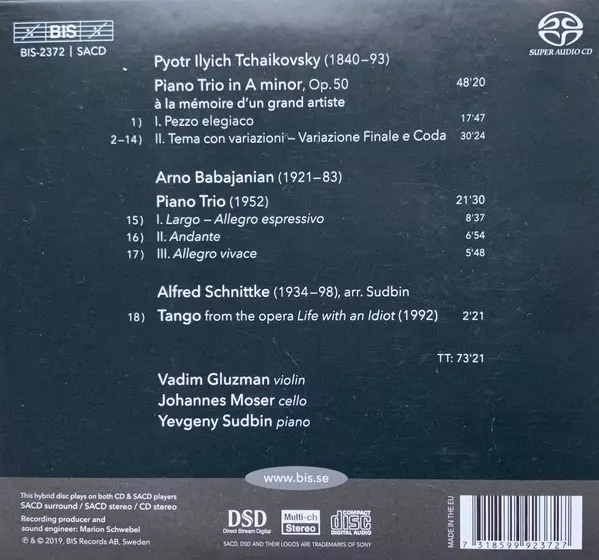 BIS
BIS-2372 | SACD
SUPER AUDIO CD
Pyotr Ilyich Tchaikovsky (1840–93)
Piano Trio in A minor, Op.50 48'20
à la mémoire d'un grand artiste
1) I. Pezzo elegiaco 17'47
2–14) II. Tema con variazioni – Variazione Finale e Coda 30'24
Arno Babajanian (1921–83)
Piano Trio (1952) 21'30
15) I. Largo – Allegro espressivo 8'37
16) II. Andante 6'54
17) III. Allegro vivace 5'48
Alfred Schnittke (1934–98), arr. Sudbin
18) Tango from the opera Life with an Idiot (1992) 2'21
TT: 73'21
Vadim Gluzman violin
Johannes Moser cello
Yevgeny Sudbin piano
www.bis.se
This hybrid disc plays on both CD & SACD players
SACD surround / SACD stereo / CD stereo
Recording producer and
sound engineer: Marion Schwebel
℗ & © 2019, BIS Records AB, Sweden
DSD
Direct Stream Digital
Multi-ch
Stereo
COMPACT
disc
DIGITAL AUDIO
SACD, DSD AND THEIR LOGOS ARE TRADEMARKS OF SONY
MADE IN THE EU
7 318599 923727